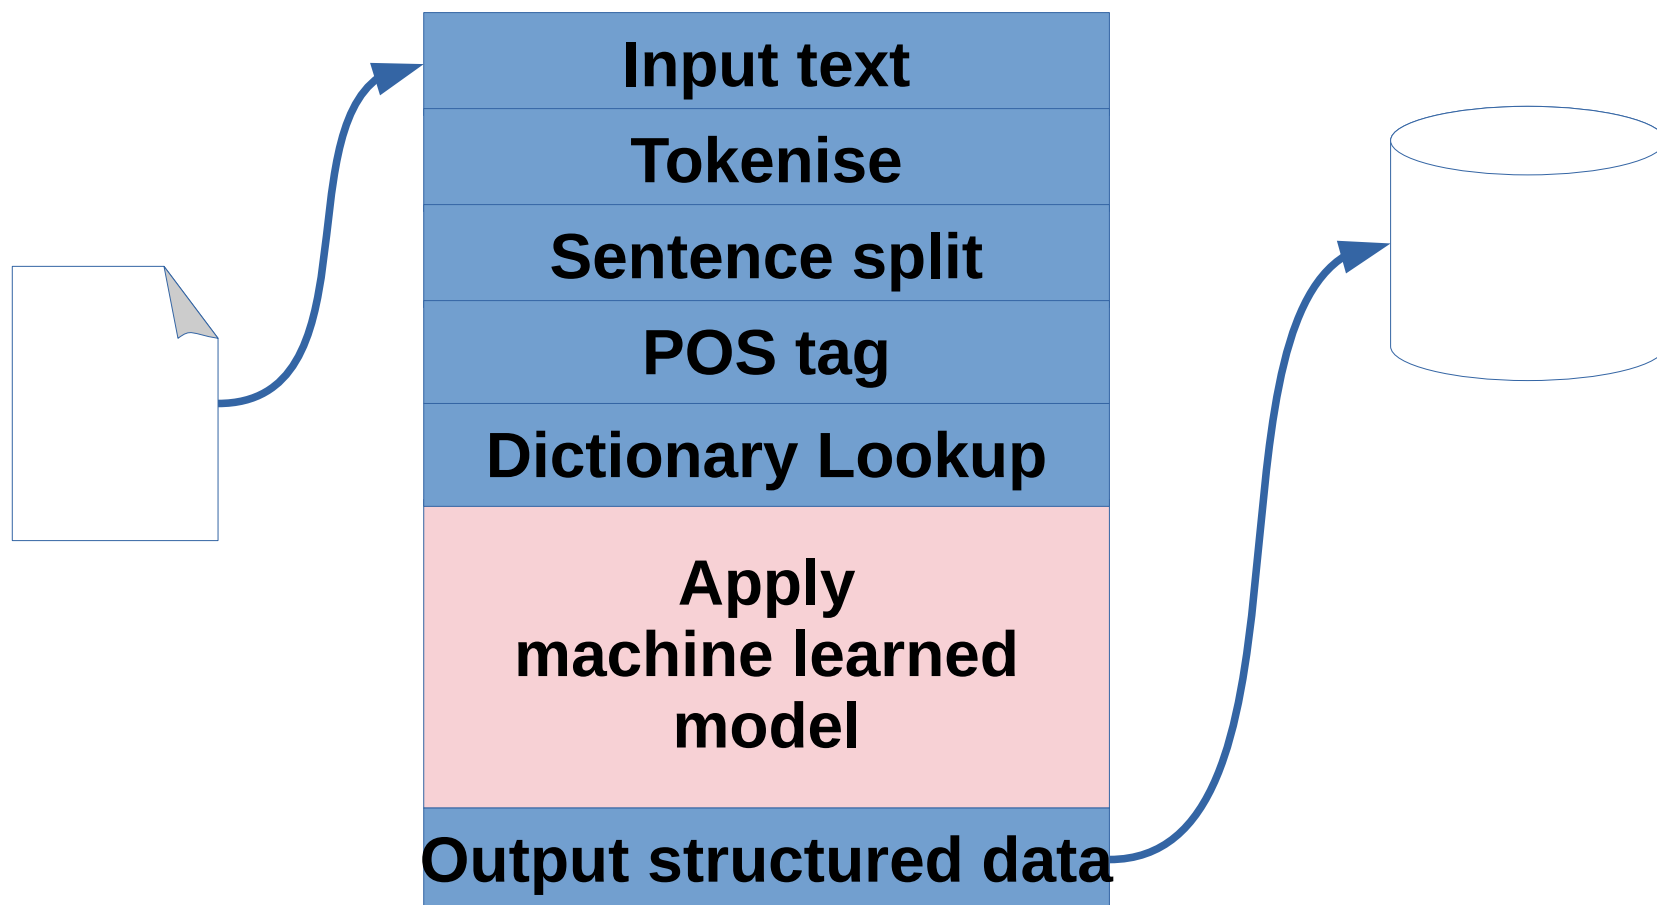 Input text
Tokenise
Sentence split
POS tag
Dictionary Lookup
Apply
machine learned
model
Output structured data